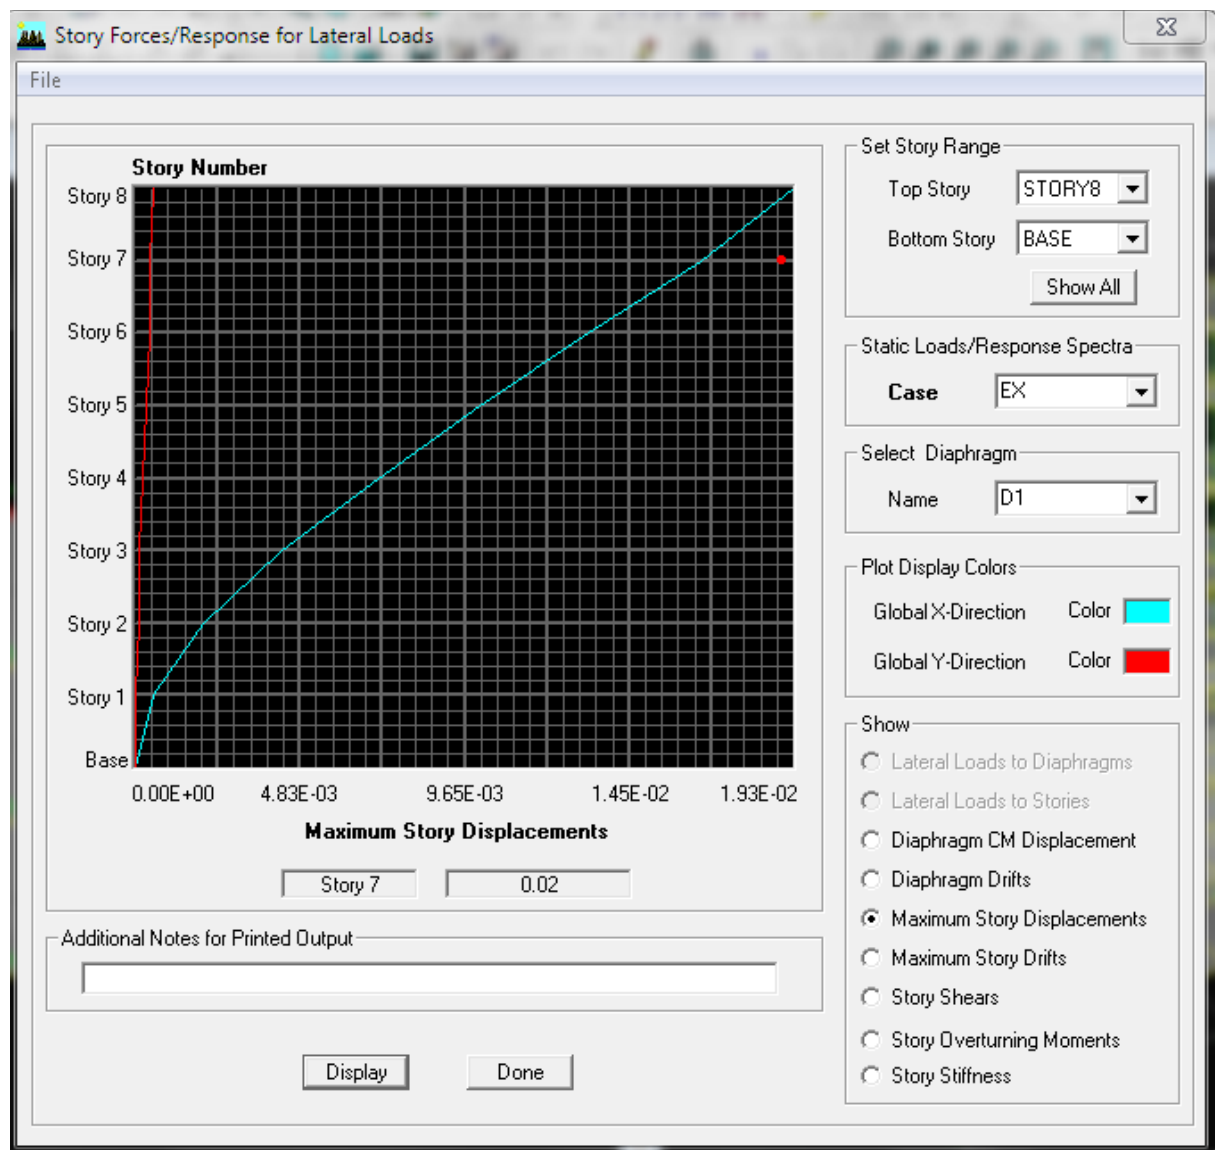 Story Forces/Response for Lateral Loads
File
Story Number
Story 8
Story 7
Story 6
Story 5
Story 4
Story 3
Story 2
Story 1
Base
0.00E+00 4.83E-03 9.65E-03 1.45E-02 1.93E-02
Maximum Story Displacements
Story 7 0.02
Additional Notes for Printed Output
Display Done
Set Story Range
Top Story STORY8
Bottom Story BASE
Show All
Static Loads/Response Spectra
Case EX
Select Diaphragm
Name D1
Plot Display Colors
Global X-Direction Color
Global Y-Direction Color
Show
Lateral Loads to Diaphragms
Lateral Loads to Stories
Diaphragm CM Displacement
Diaphragm Drifts
Maximum Story Displacements
Maximum Story Drifts
Story Shears
Story Overturning Moments
Story Stiffness